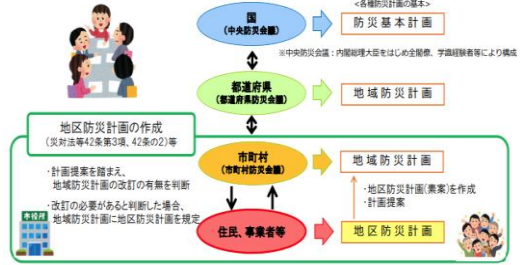 <各種防災計画の基本>
国
(中央防災会議)
防災基本計画
※中央防災会議：内閣総理大臣をはじめ全閣僚、学識経験者等により構成
都道府県
(都道府県防災会議)
地域防災計画
地区防災計画の作成
(災対法等42条第3項、42条の2)等
市町村
(市町村防災会議)
地域防災計画
・計画提案を踏まえ、
地域防災計画の改訂の有無を判断
・改訂の必要があると判断した場合、
地域防災計画に地区防災計画を規定
・地区防災計画(素案)を作成
・計画提案
市役所
住民、事業者等
地区防災計画